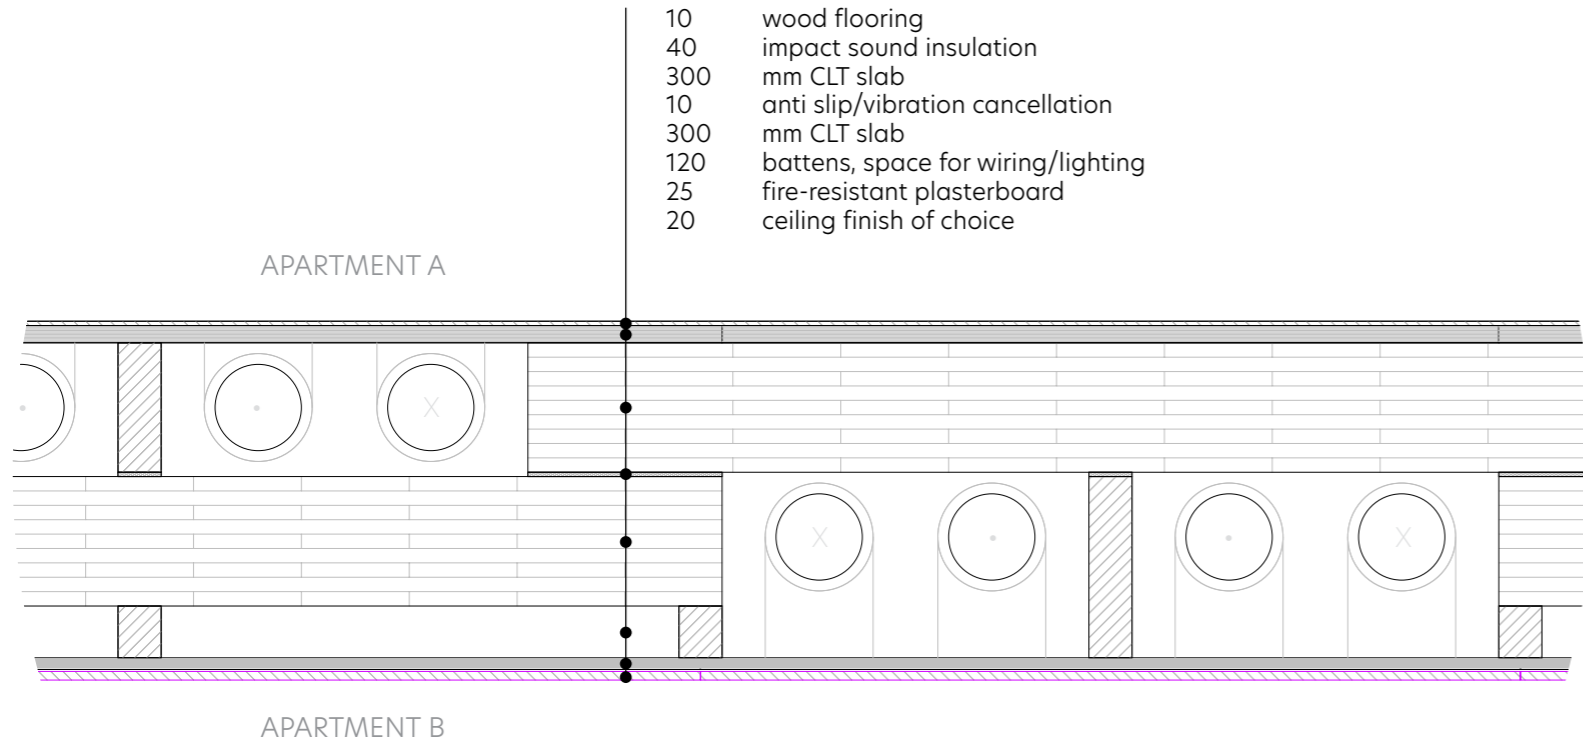 10 wood flooring
40 impact sound insulation
300 mm CLT slab
10 anti slip/vibration cancellation
300 mm CLT slab
120 battens, space for wiring/lighting
25 fire-resistant plasterboard
20 ceiling finish of choice
APARTMENT A
X
X
X
APARTMENT B